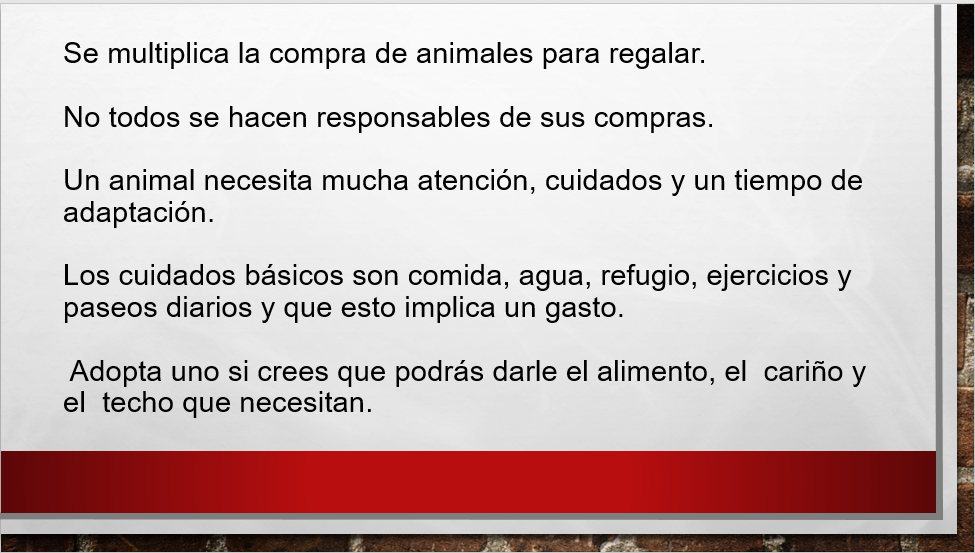 Se multiplica la compra de animales para regalar.
No todos se hacen responsables de sus compras.
Un animal necesita mucha atención, cuidados y un tiempo de
adaptación.
Los cuidados básicos son comida, agua, refugio, ejercicios y
paseos diarios y que esto implica un gasto.
Adopta uno si crees que podrás darle el alimento, el  cariño y
el  techo que necesitan.